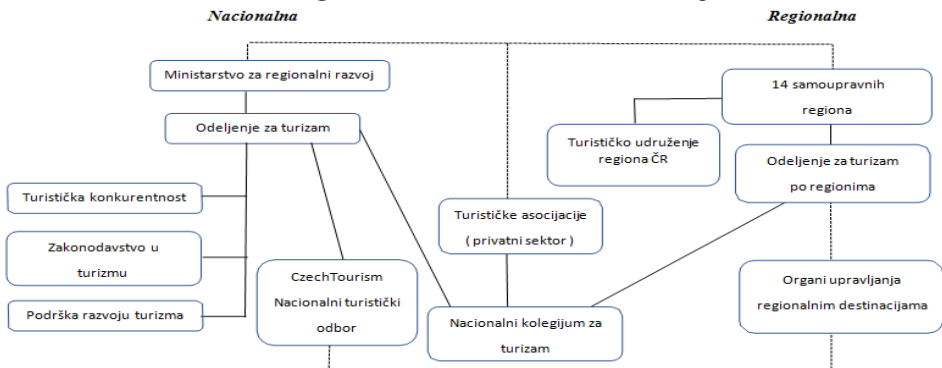 Nacionalna
Regionalna
Ministarstvo za regionalni razvoj
14 samoupravnih
regiona
Odeljenje za turizam
Turističko udruženje
regiona ČR
Odeljenje za turizam
po regionima
Turistička konkurentnost
Turističke asocijacije
( privatni sektor )
Zakonodavstvo u
turizmu
CzechTourism
Nacionalni turistički
odbor
Organi upravljanja
regionalnim destinacijama
Podrška razvoju turizma
Nacionalni kolegijum za
turizam